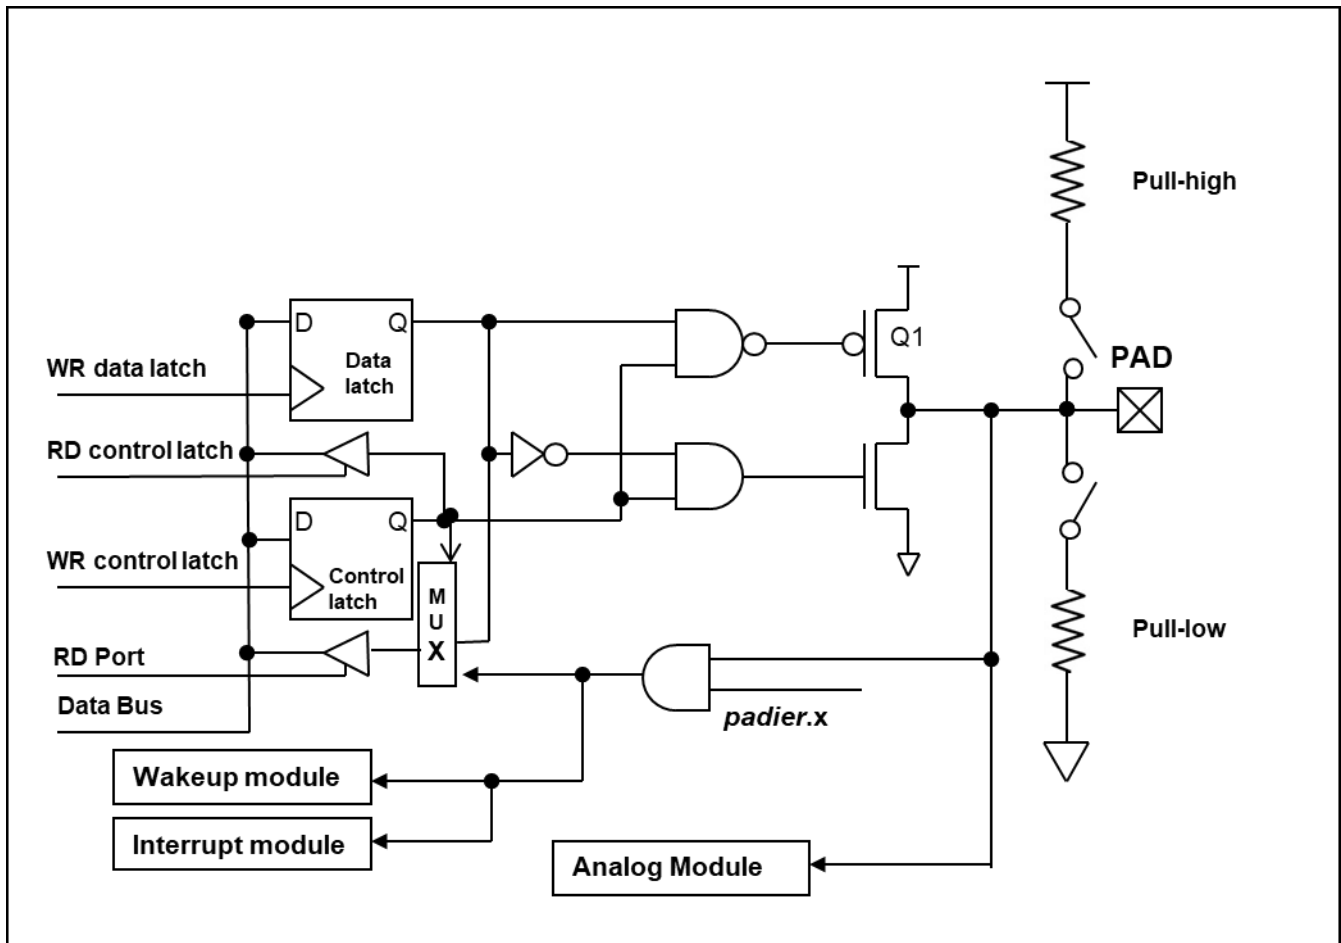 Pull-high
Q1
PAD
D
Q
Data
latch
WR data latch
RD control latch
D
Q
Control
latch
WR control latch
M
U
X
RD Port
Data Bus
padier.x
Pull-low
Wakeup module
Interrupt module
Analog Module